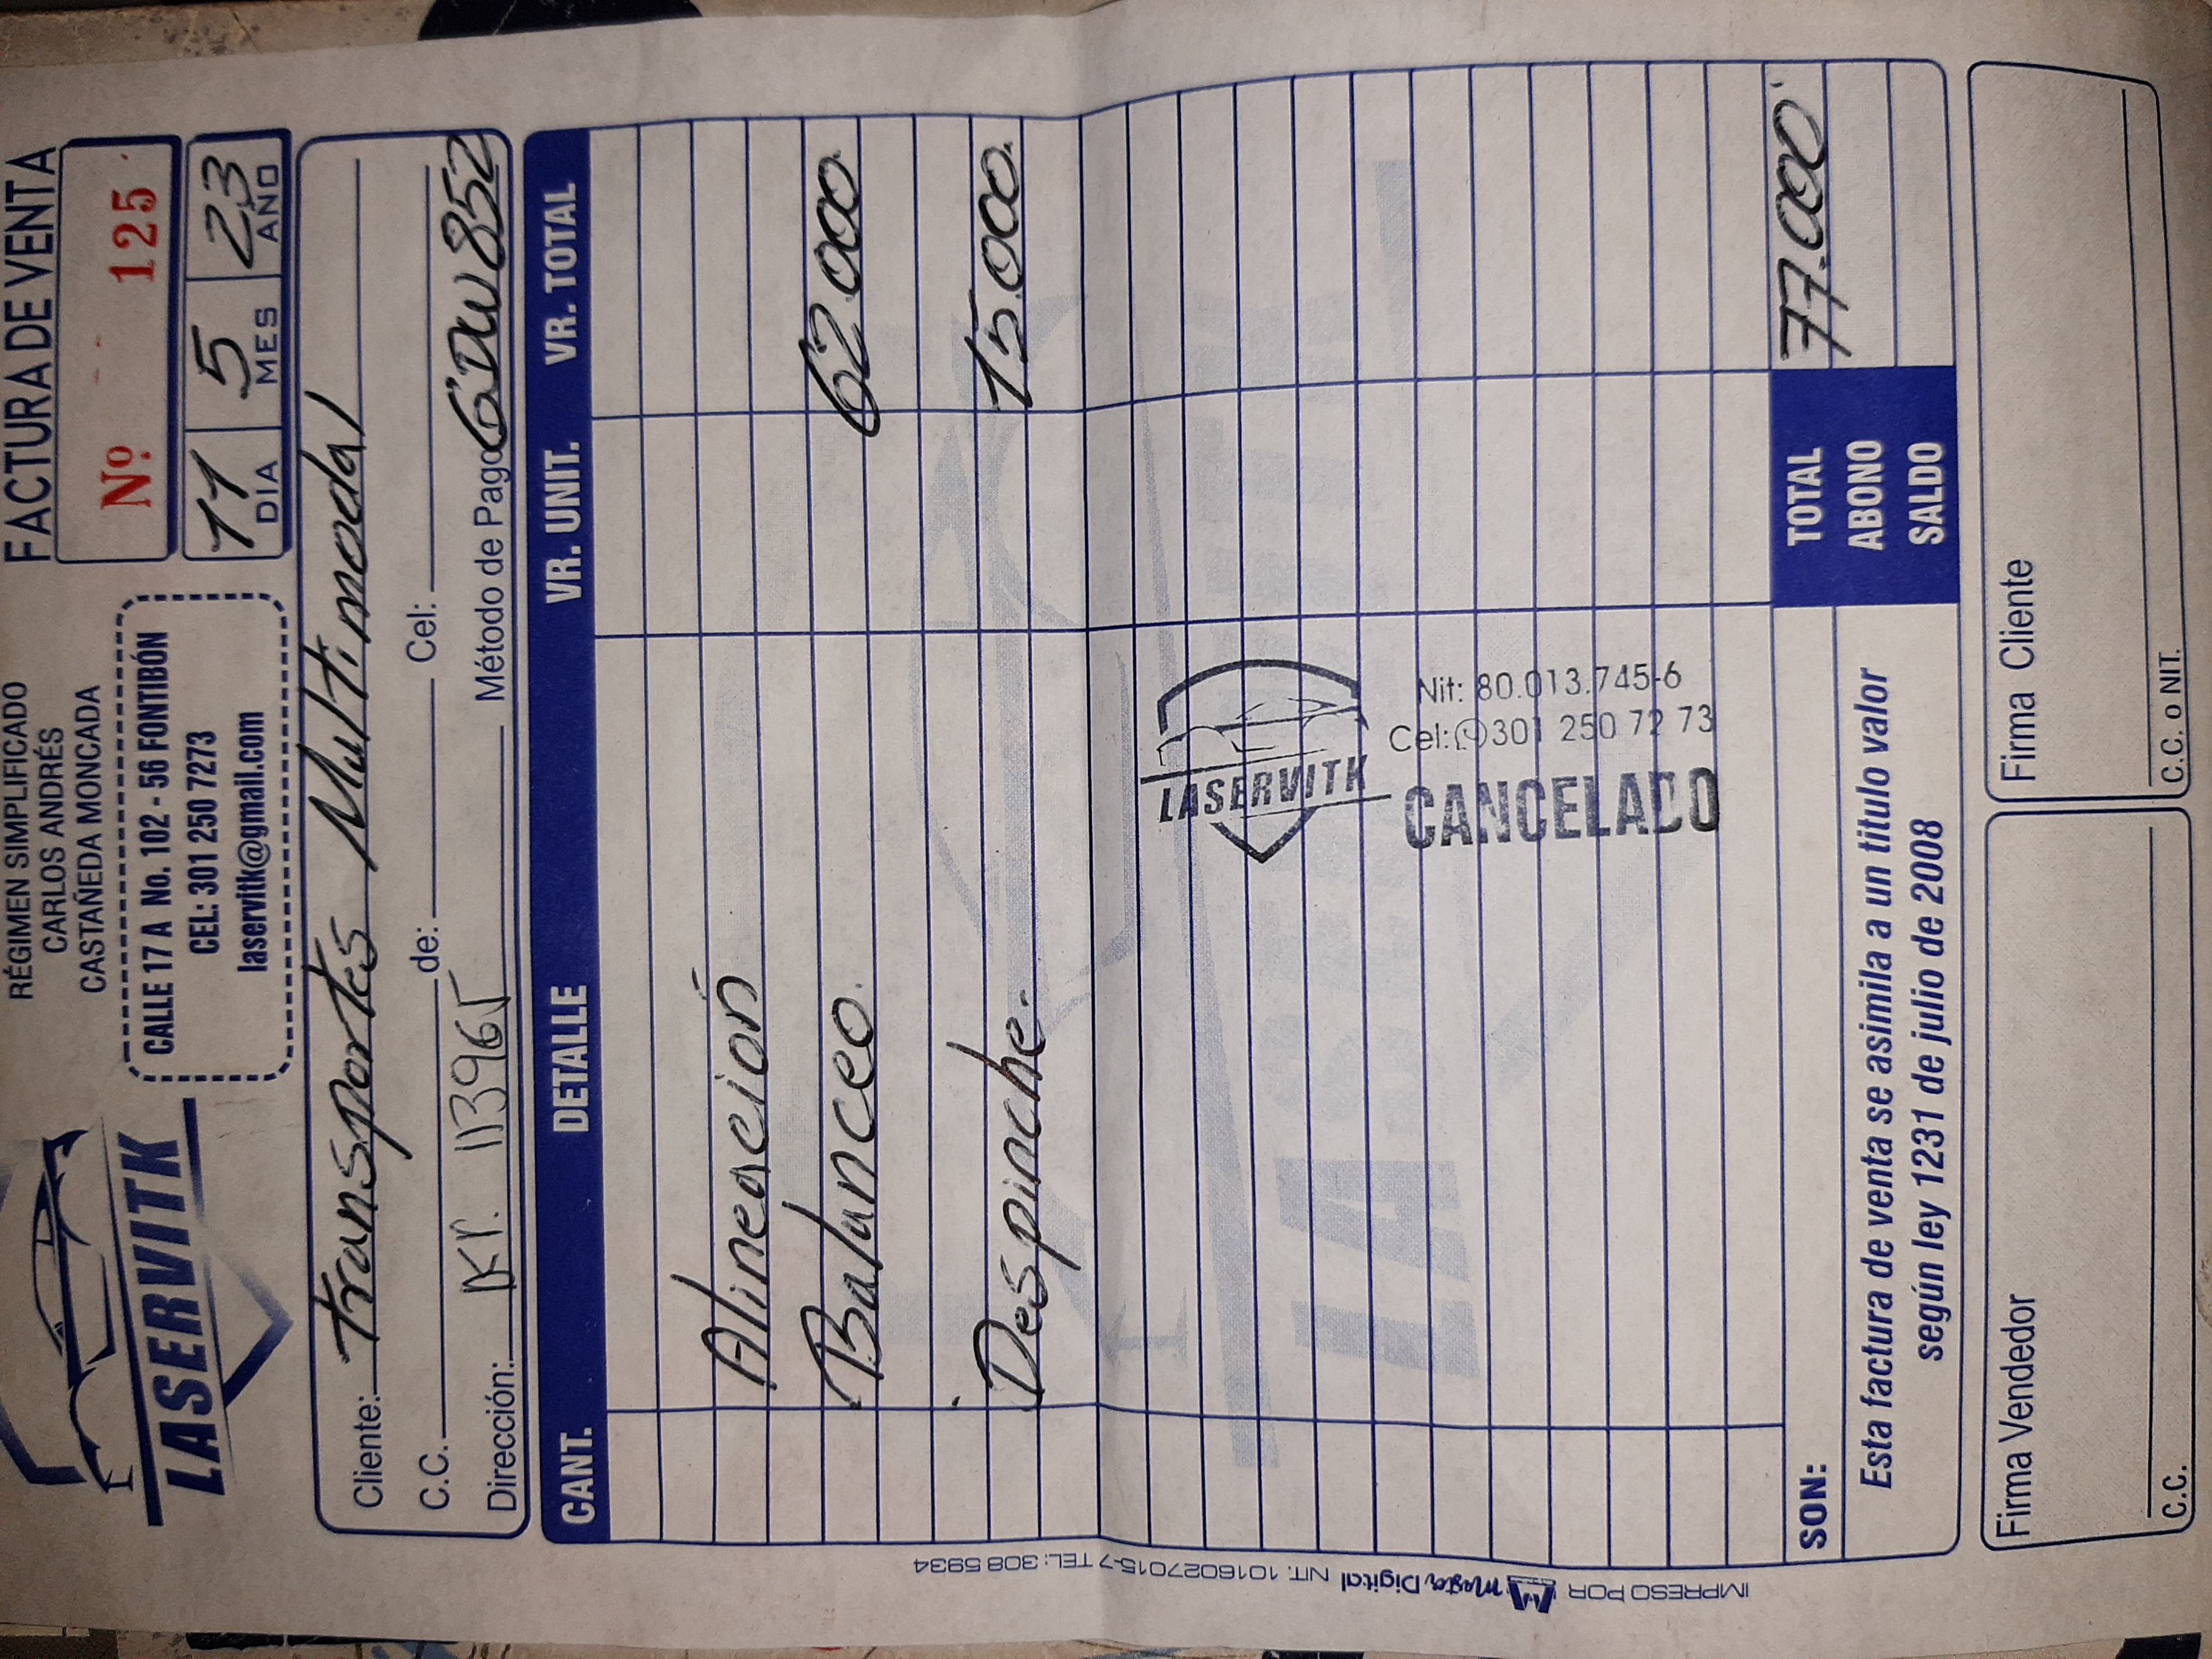 LASERVITK
RÉGIMEN SIMPLIFICADO
CARLOS ANDRÉS
CASTAÑEDA MONCADA
CALLE 17 A No. 102 - 56 FONTIBÓN
CEL: 301 250 7273
laservitk@gmail.com
FACTURA DE VENTA
Nº 125
11 5 23
DIA MES AÑO
Cliente: Transportes Multimodal
C.C. de: Cel:
Dirección: Kr. 113965 Método de Pago GDW852
CANT. DETALLE VR. UNIT. VR. TOTAL
Alineación
Balanceo. 62.000
Despinche. 15.000
LASERVITK
Nit: 80.013.745-6
Cel: 301 250 72 73
CANCELADO
SON: TOTAL 77.000
ABONO
SALDO
Esta factura de venta se asimila a un titulo valor
según ley 1231 de julio de 2008
Firma Vendedor
C.C.
Firma Cliente
C.C. o NIT.
IMPRESO POR Mega Digital NIT. 1016027015-7 TEL: 308 5934